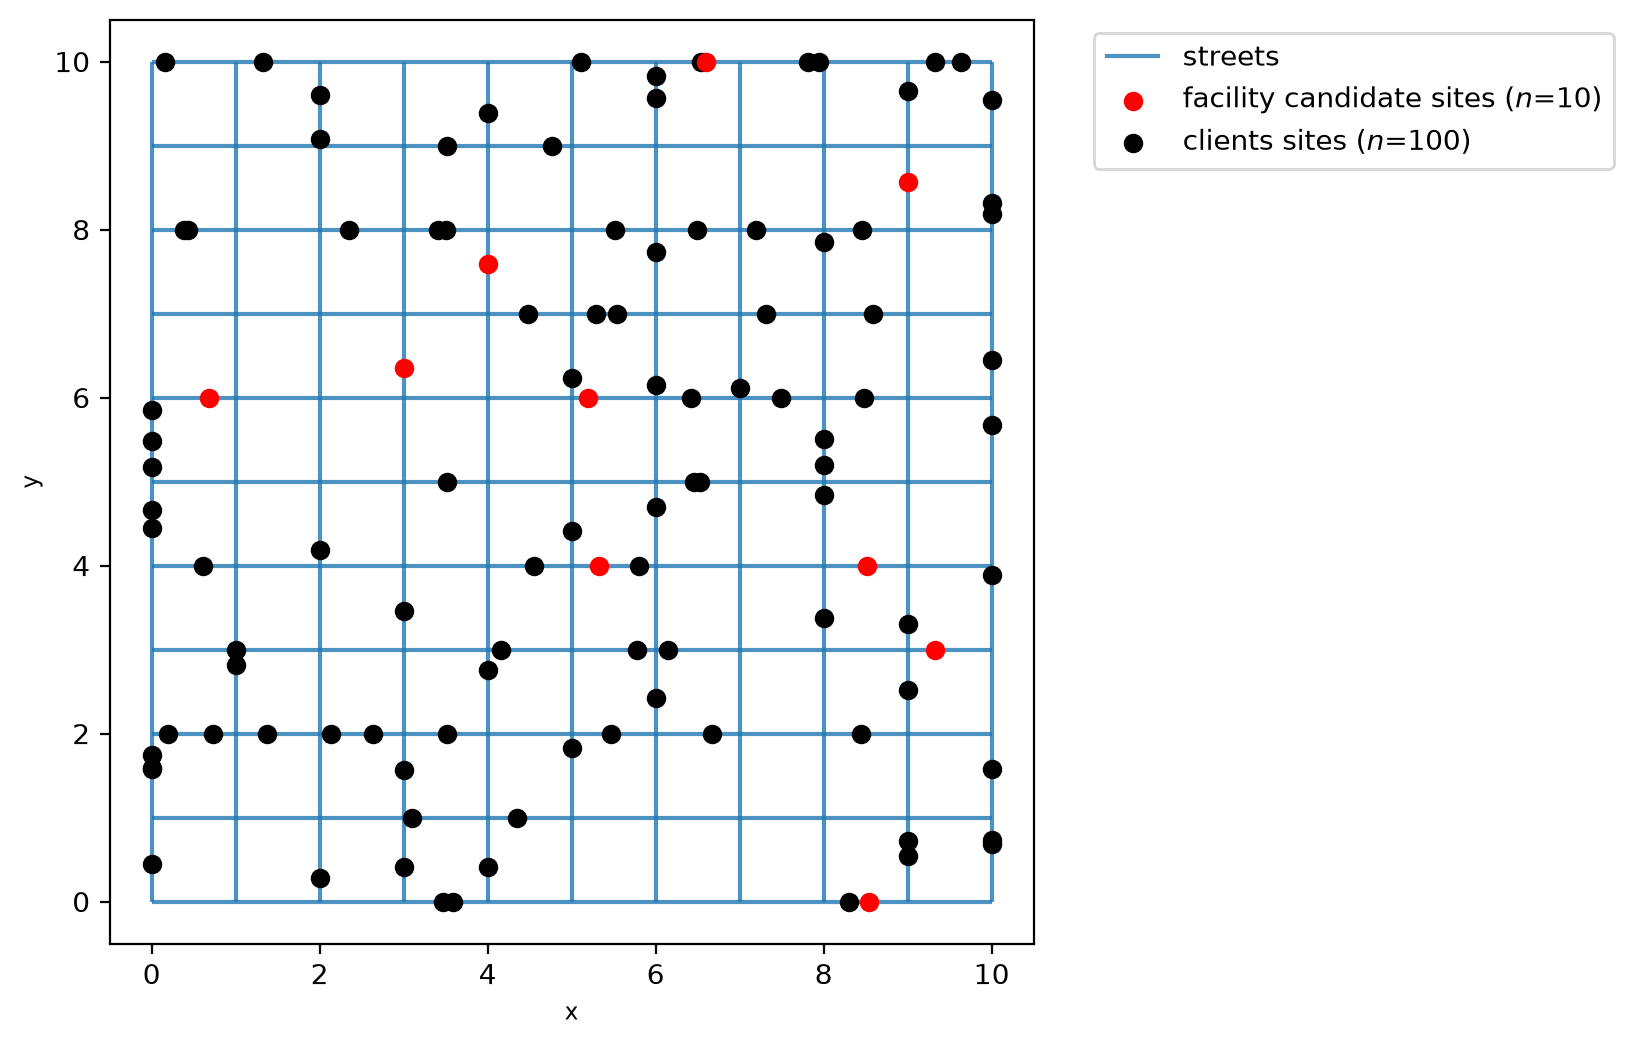 streets
facility candidate sites (n=10)
clients sites (n=100)
10
8
6
4
2
0
y
0 2 4 6 8 10
x